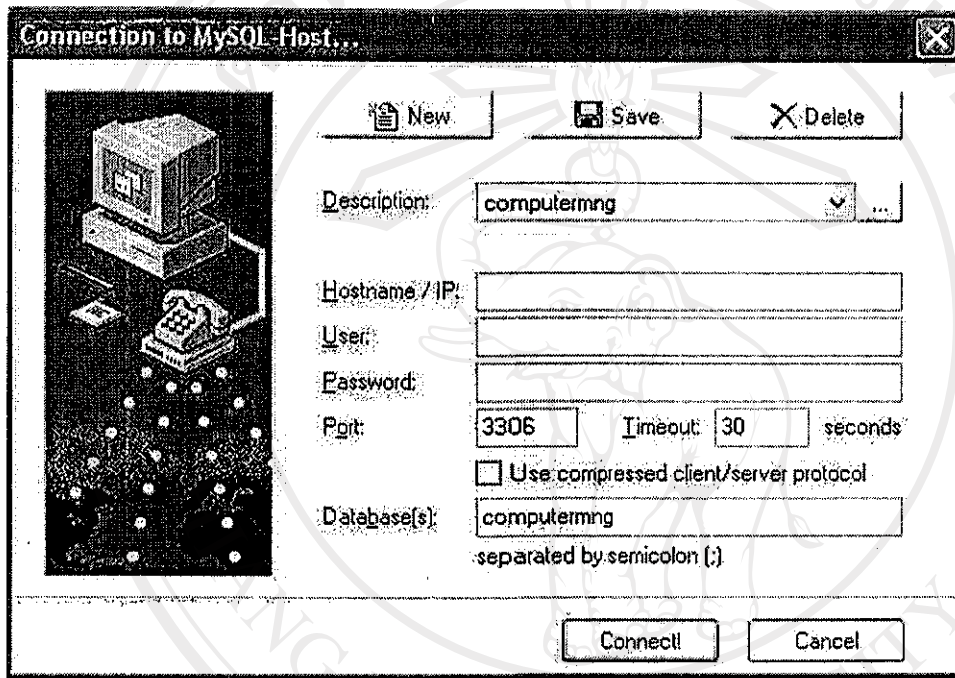 Connection to MySQL-Host...
New Save Delete
Description: computermng ...
Hostname / IP:
User:
Password:
Port: 3306 Timeout: 30 seconds
Use compressed client/server protocol
Database(s): computermng
separated by semicolon (;)
Connect! Cancel